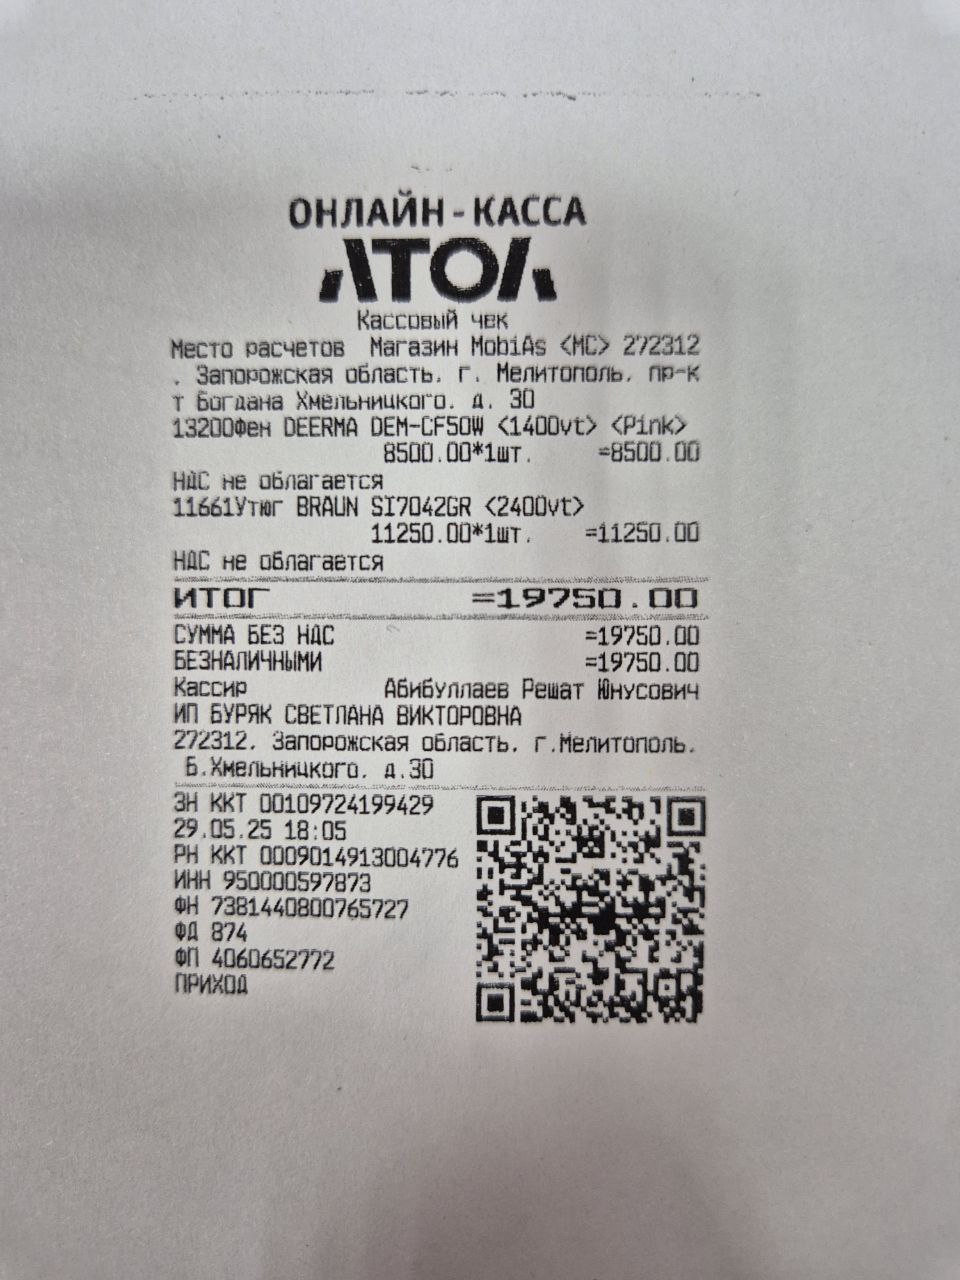 ОНЛАЙН-КАССА
АТОЛ
Кассовый чек
Место расчетов Магазин MobiAs <МС> 272312
. Запорожская область. г. Мелитополь. пр-к
т Богдана Хмельницкого. д. 30
13200Фен DEERMA DEM-CF50W <1400vt> <Pink>
8500.00*1шт. =8500.00
НДС не облагается
11661Утюг BRAUN SI7042GR <2400vt>
11250.00*1шт. =11250.00
НДС не облагается
ИТОГ =19750.00
СУММА БЕЗ НДС =19750.00
БЕЗНАЛИЧНЫМИ =19750.00
Кассир Абибуллаев Решат Юнусович
ИП БУРЯК СВЕТЛАНА ВИКТОРОВНА
272312. Запорожская область. г.Мелитополь.
Б.Хмельницкого. д.30
ЗН ККТ 00109724199429
29.05.25 18:05
РН ККТ 0009014913004776
ИНН 950000597873
ФН 7381440800765727
ФД 874
ФП 4060652772
ПРИХОД